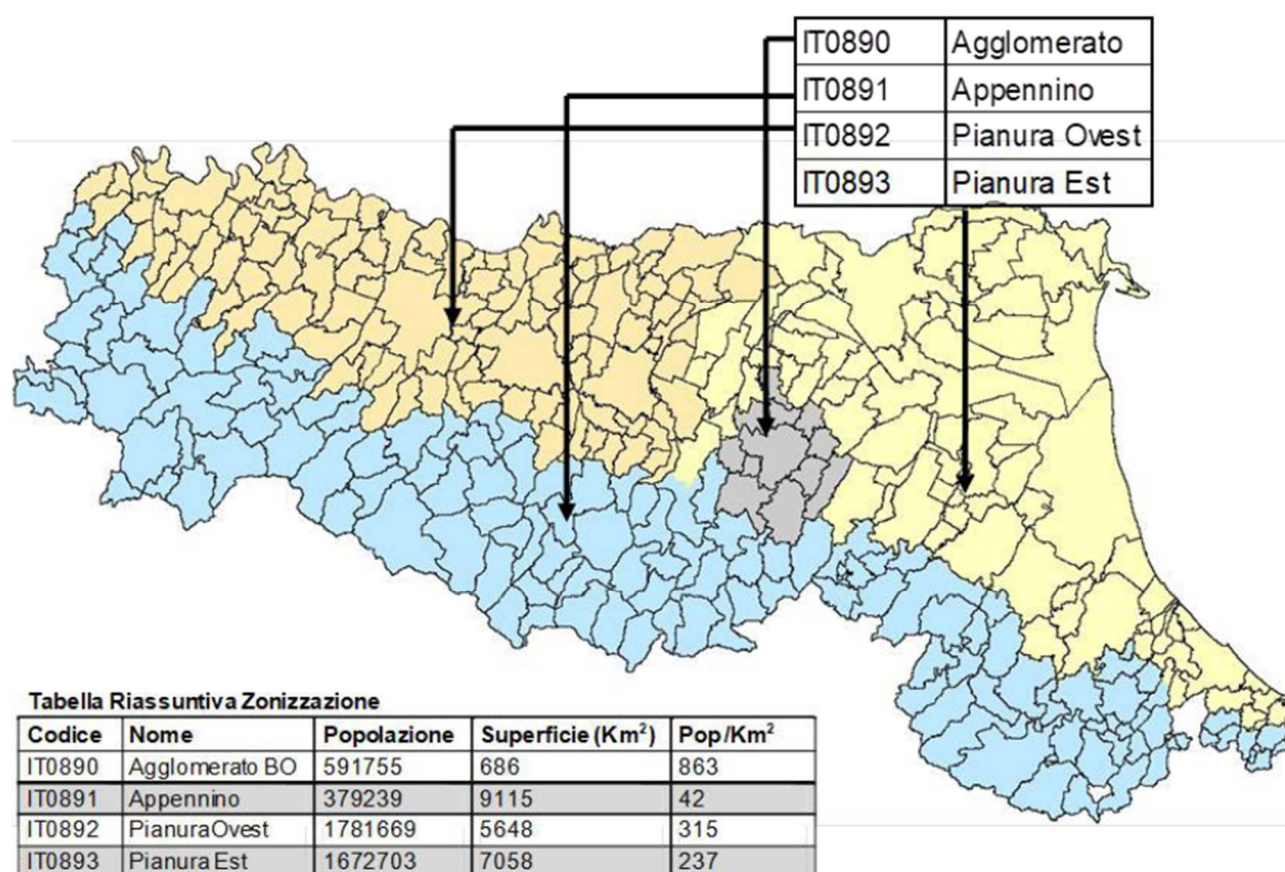 IT0890 Agglomerato
IT0891 Appennino
IT0892 Pianura Ovest
IT0893 Pianura Est
Tabella Riassuntiva Zonizzazione
Codice Nome Popolazione Superficie (Km²) Pop/Km²
IT0890 Agglomerato BO 591755 686 863
IT0891 Appennino 379239 9115 42
IT0892 PianuraOvest 1781669 5648 315
IT0893 Pianura Est 1672703 7058 237